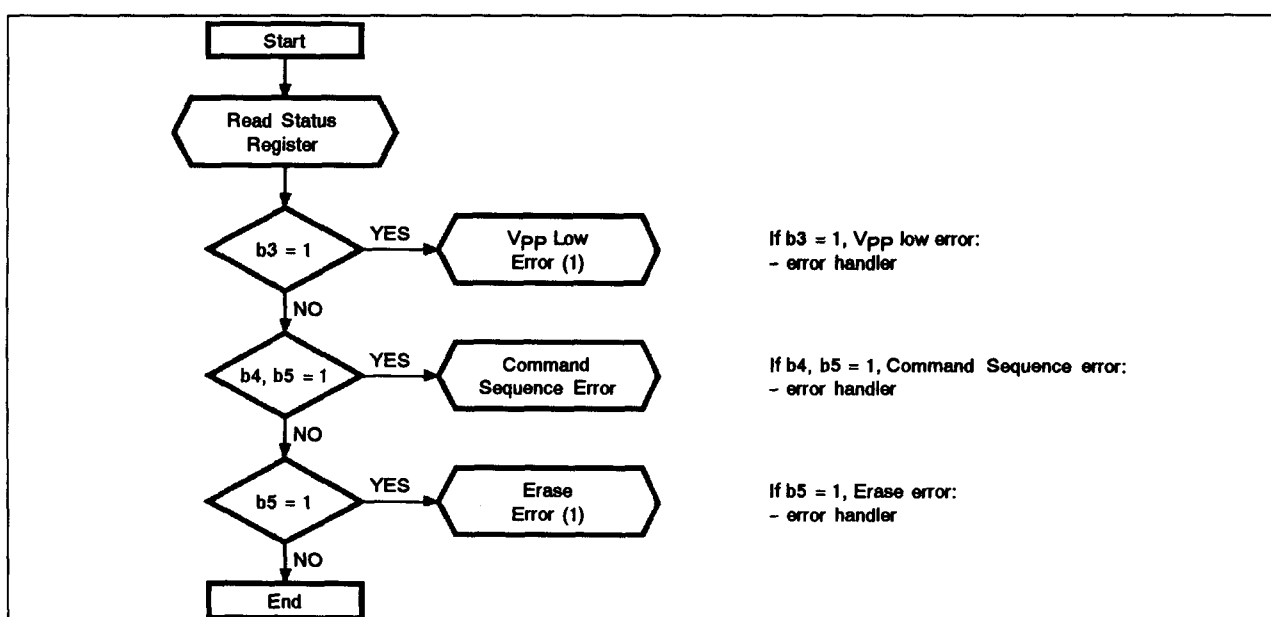 Start
Read Status
Register
b3 = 1
YES
VPP Low
Error (1)
If b3 = 1, VPP low error:
– error handler
NO
b4, b5 = 1
YES
Command
Sequence Error
If b4, b5 = 1, Command Sequence error:
– error handler
NO
b5 = 1
YES
Erase
Error (1)
If b5 = 1, Erase error:
– error handler
NO
End